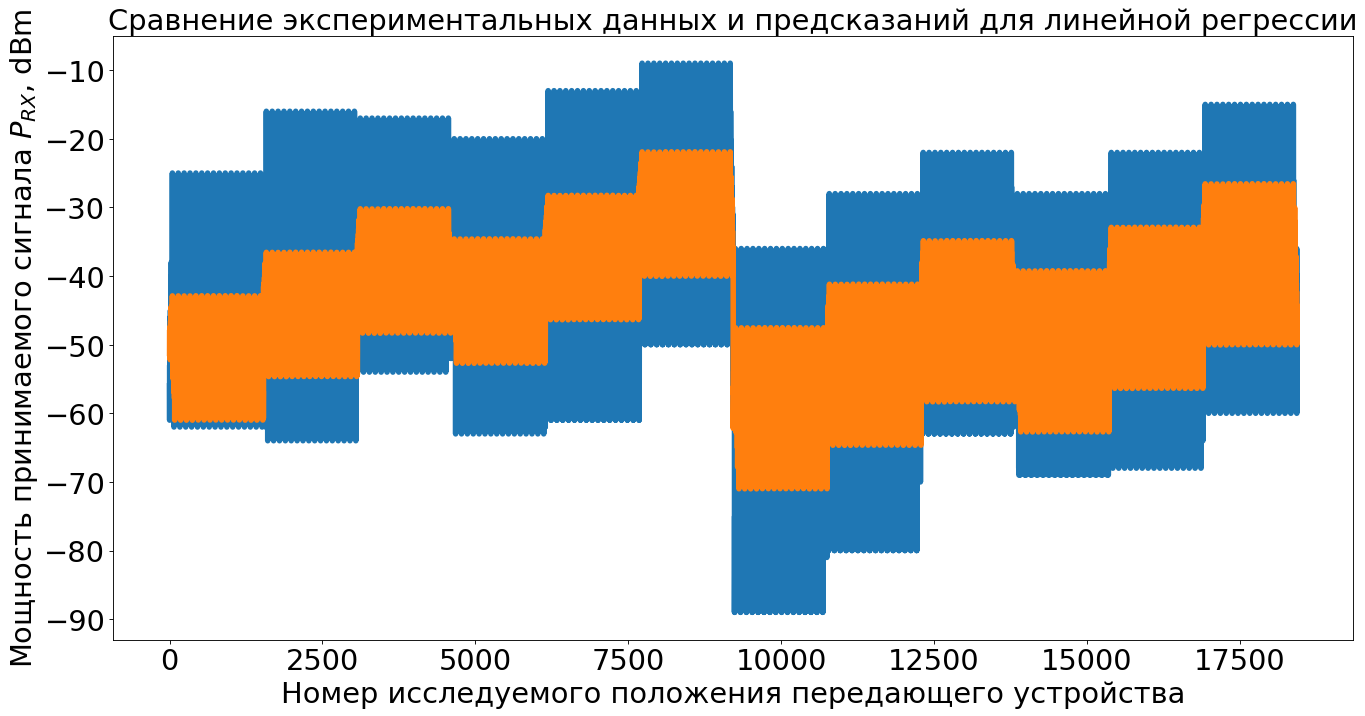 Сравнение экспериментальных данных и предсказаний для линейной регрессии
Мощность принимаемого сигнала P_RX, dBm
−10
−20
−30
−40
−50
−60
−70
−80
−90
0 2500 5000 7500 10000 12500 15000 17500
Номер исследуемого положения передающего устройства